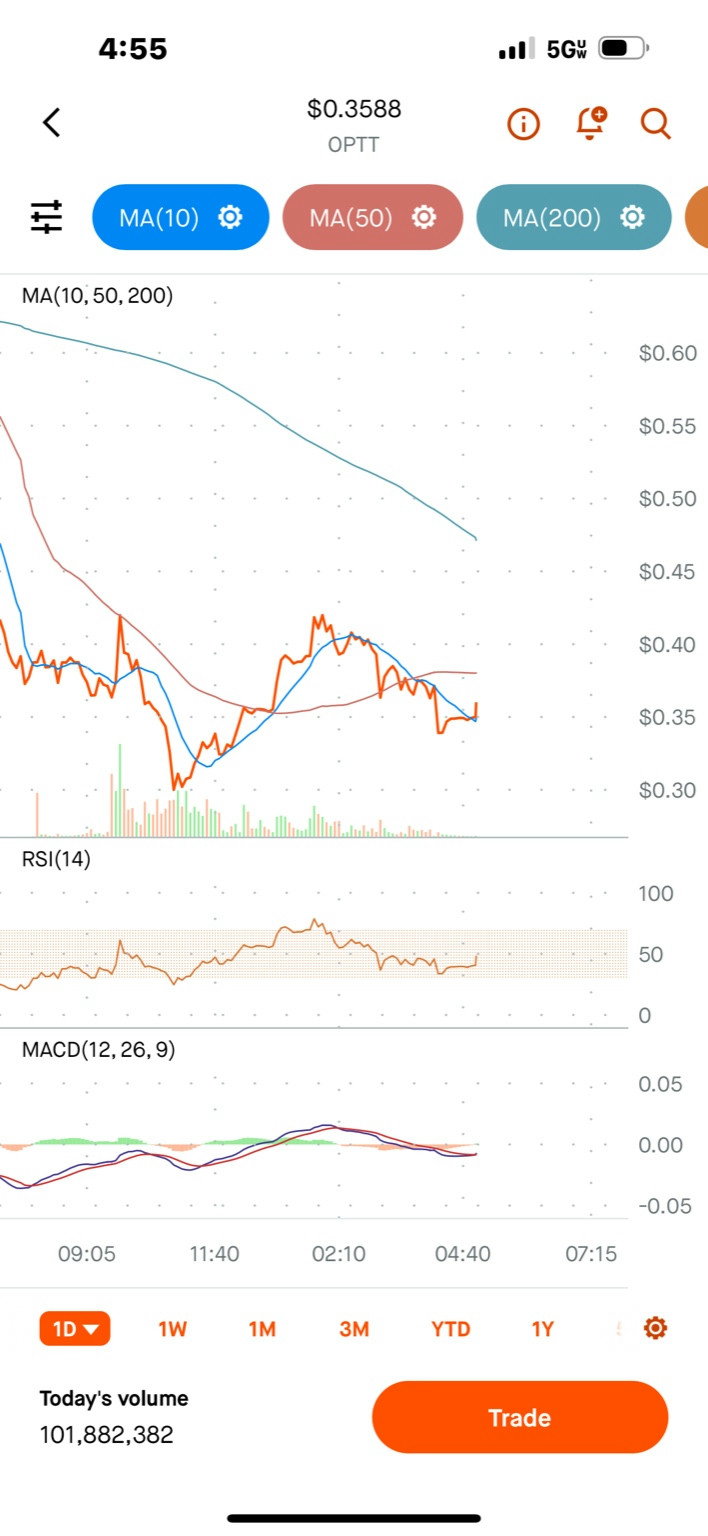 4:55
5GUW
$0.3588
OPTT
MA(10) MA(50) MA(200)
MA(10,50,200)
$0.60
$0.55
$0.50
$0.45
$0.40
$0.35
$0.30
RSI(14)
100
50
0
MACD(12,26,9)
0.05
0.00
-0.05
09:05 11:40 02:10 04:40 07:15
1D 1W 1M 3M YTD 1Y
Today's volume
101,882,382
Trade